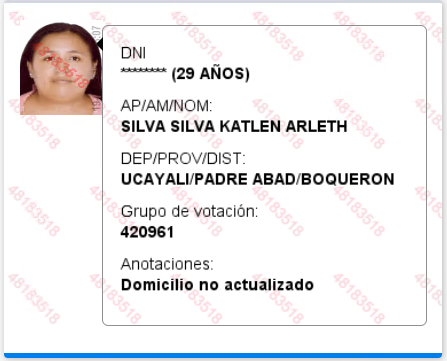 DNI
******** (29 AÑOS)
AP/AM/NOM:
SILVA SILVA KATLEN ARLETH
DEP/PROV/DIST:
UCAYALI/PADRE ABAD/BOQUERON
Grupo de votación:
420961
Anotaciones:
Domicilio no actualizado
48183518